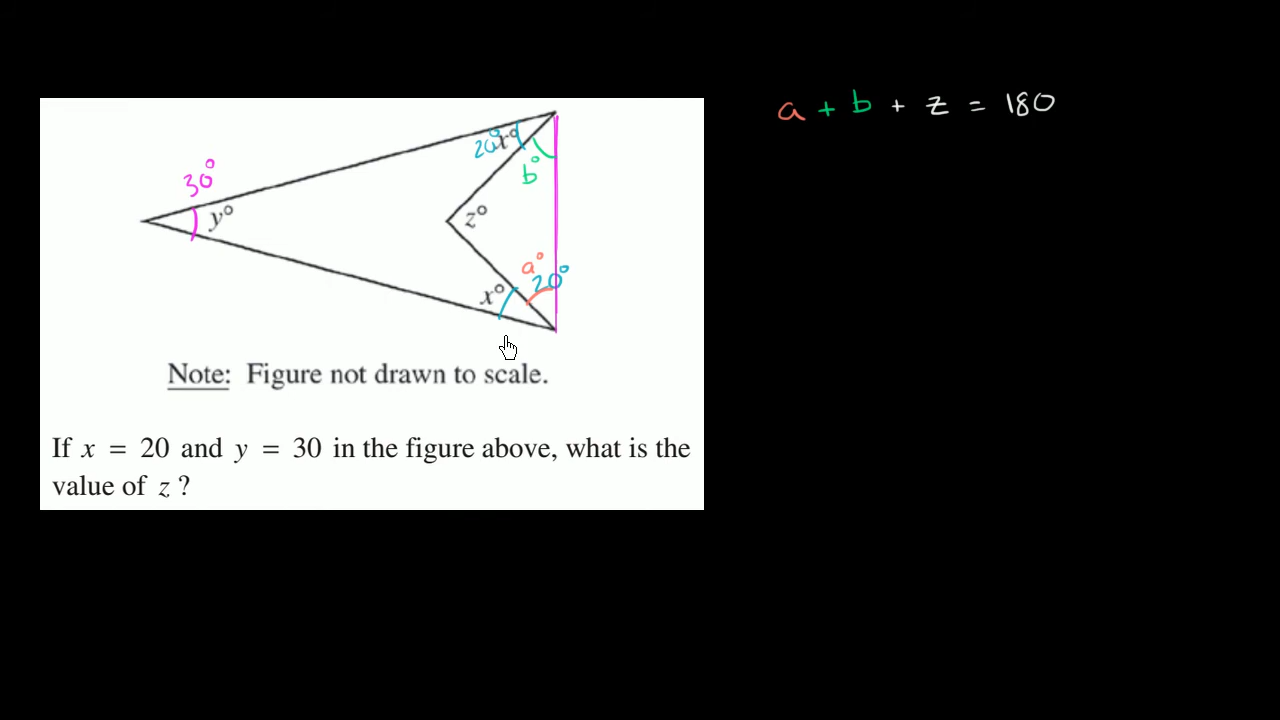 a + b + z = 180
20° x°
b°
30°
y°
z°
a°
20°
x°
Note: Figure not drawn to scale.
If x = 20 and y = 30 in the figure above, what is the
value of z ?